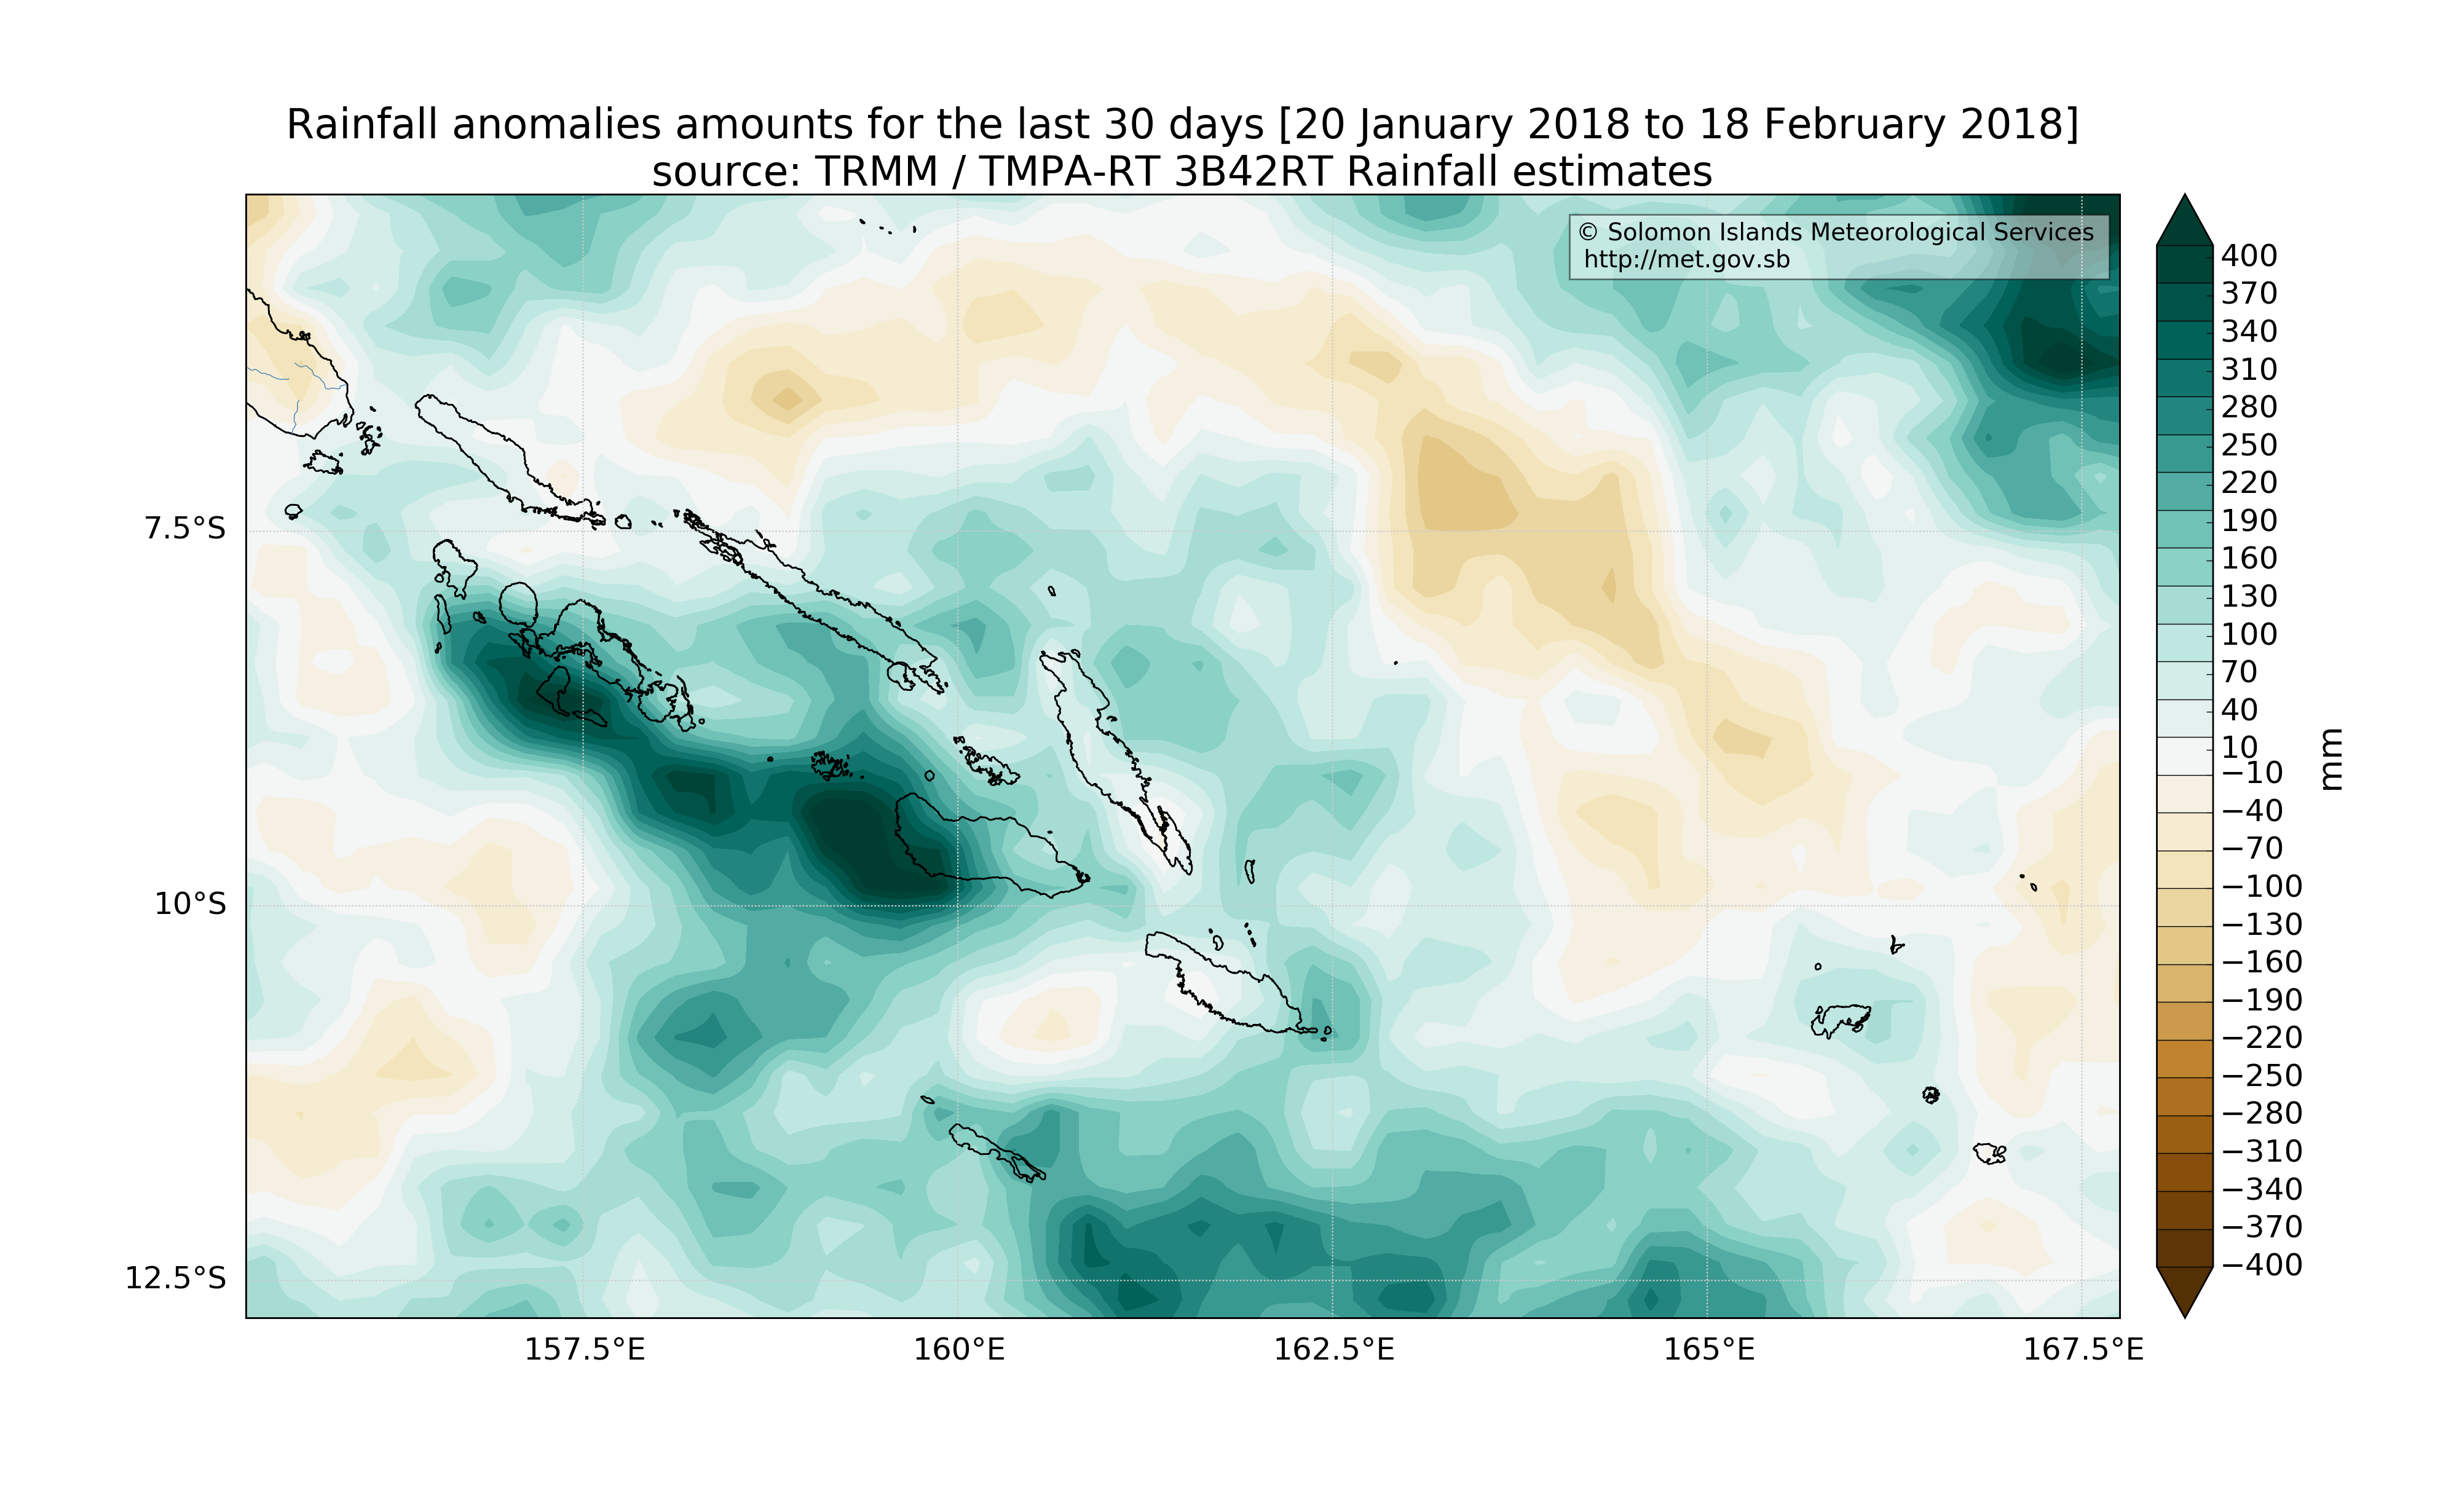 Rainfall anomalies amounts for the last 30 days [20 January 2018 to 18 February 2018]
source: TRMM / TMPA-RT 3B42RT Rainfall estimates
© Solomon Islands Meteorological Services
http://met.gov.sb
7.5°S
10°S
12.5°S
157.5°E
160°E
162.5°E
165°E
167.5°E
400
370
340
310
280
250
220
190
160
130
100
70
40
10
−10
−40
−70
−100
−130
−160
−190
−220
−250
−280
−310
−340
−370
−400
mm